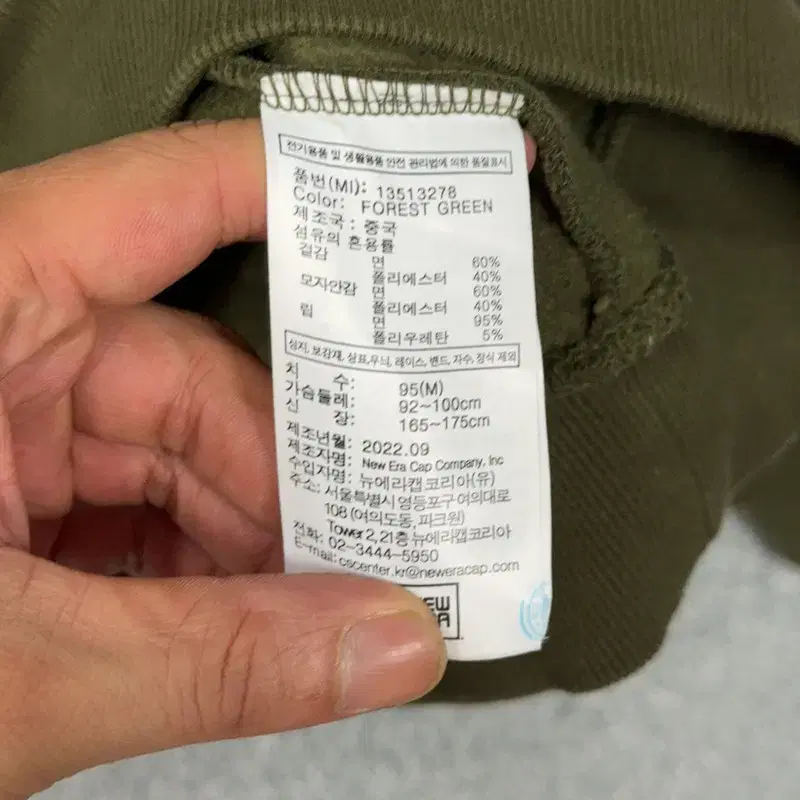 전기용품 및 생활용품 안전 관리법에 의한 품질표시
품번(MI): 13513278
Color: FOREST GREEN
제조국: 중국
섬유의 혼용률
겉감 면 60%
폴리에스터 40%
모자안감 면 60%
폴리에스터 40%
립 면 95%
폴리우레탄 5%
심지, 보강재, 상표, 무늬, 레이스, 밴드, 자수, 장식 제외
치 수: 95(M)
가슴둘레: 92~100cm
신 장: 165~175cm
제조년월: 2022.09
제조자명: New Era Cap Company, Inc
수입자명: 뉴에라캡코리아(유)
주소: 서울특별시 영등포구 여의대로
108 (여의도동, 파크원)
Tower 2, 21층 뉴에라캡코리아
전화: 02-3444-5950
E-mail: cscenter.kr@neweracap.com